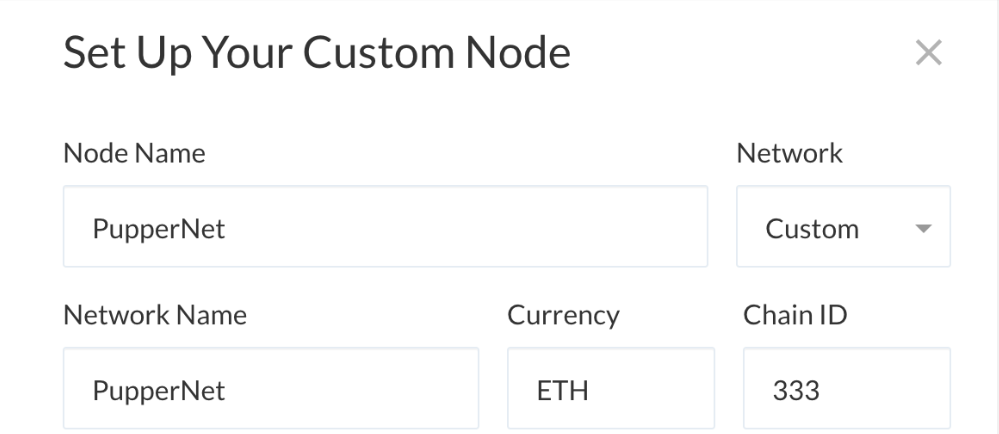 Set Up Your Custom Node
Node Name
Network
PupperNet
Custom
Network Name
Currency
Chain ID
PupperNet
ETH
333